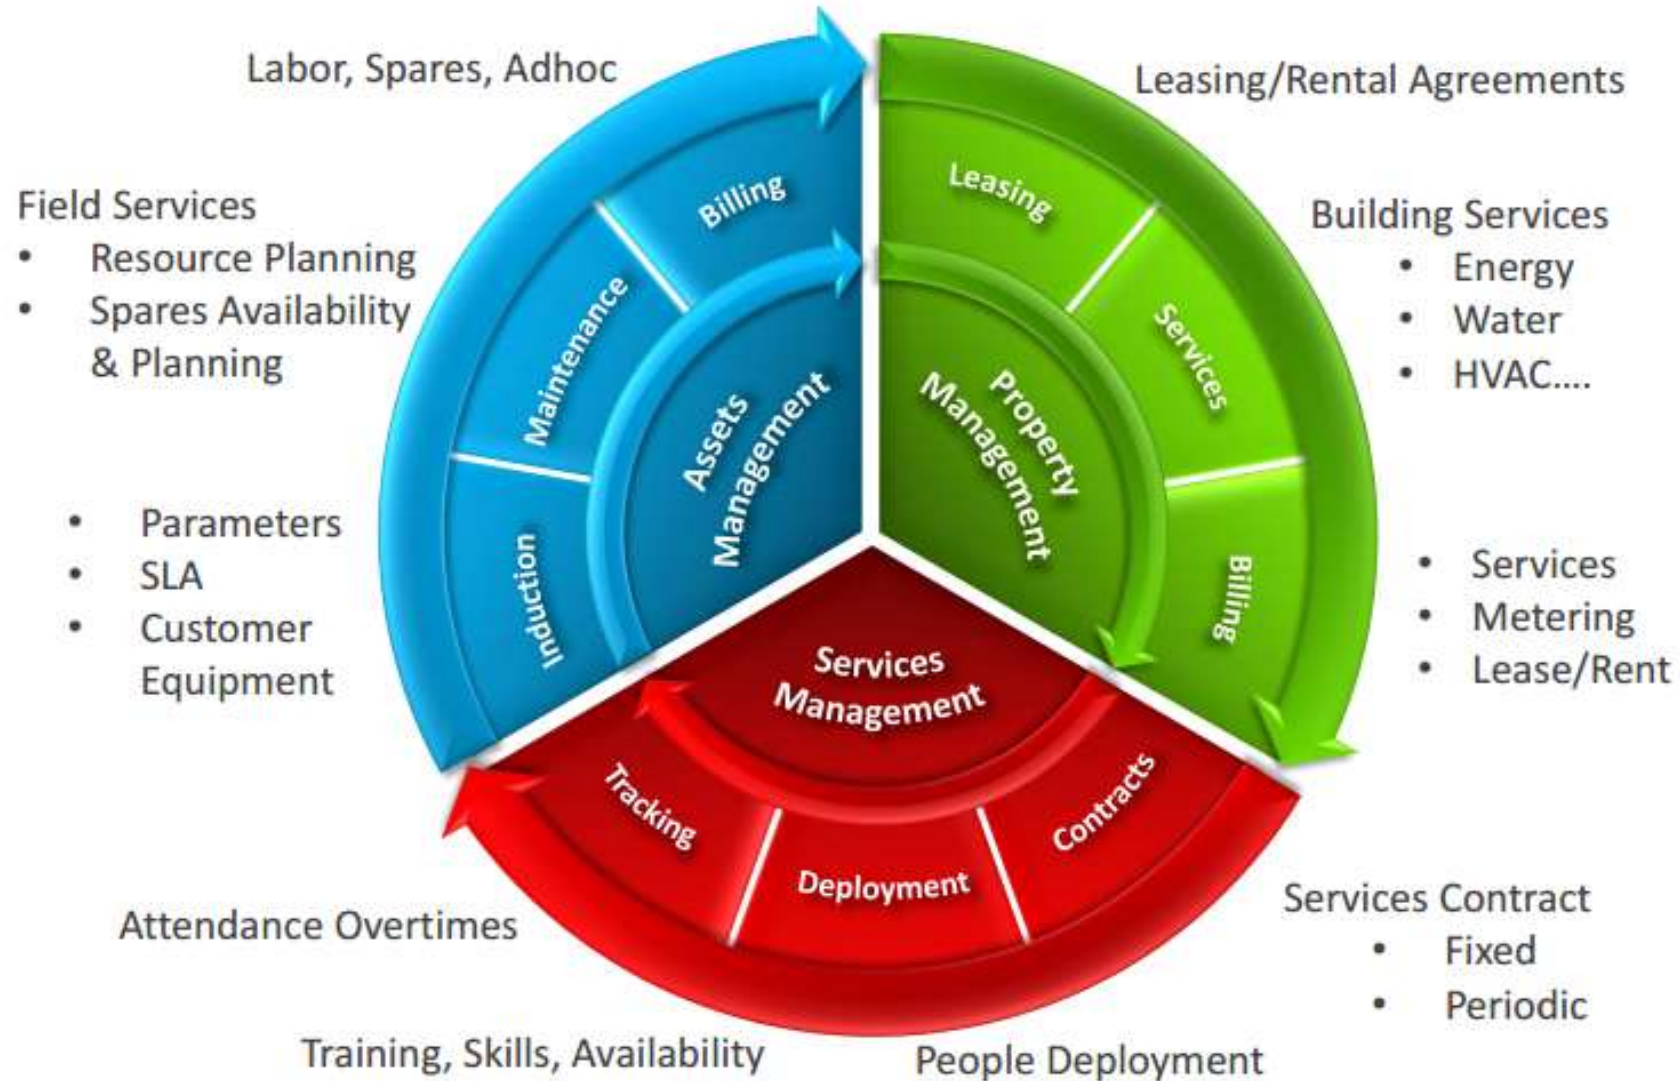 Labor, Spares, Adhoc
Leasing/Rental Agreements
Field Services
• Resource Planning
• Spares Availability
& Planning
Building Services
• Energy
• Water
• HVAC....
• Parameters
• SLA
• Customer
Equipment
• Services
• Metering
• Lease/Rent
Billing
Maintenance
Induction
Assets
Management
Leasing
Services
Billing
Property
Management
Services
Management
Tracking
Deployment
Contracts
Attendance Overtimes
Services Contract
• Fixed
• Periodic
Training, Skills, Availability
People Deployment